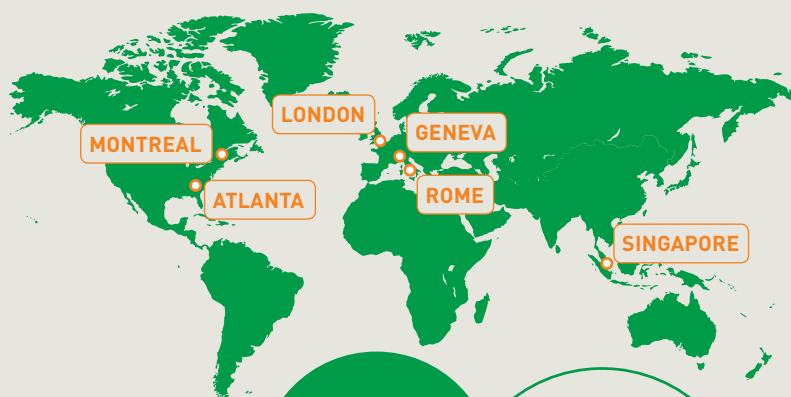 LONDON
GENEVA
MONTREAL
ATLANTA
ROME
SINGAPORE